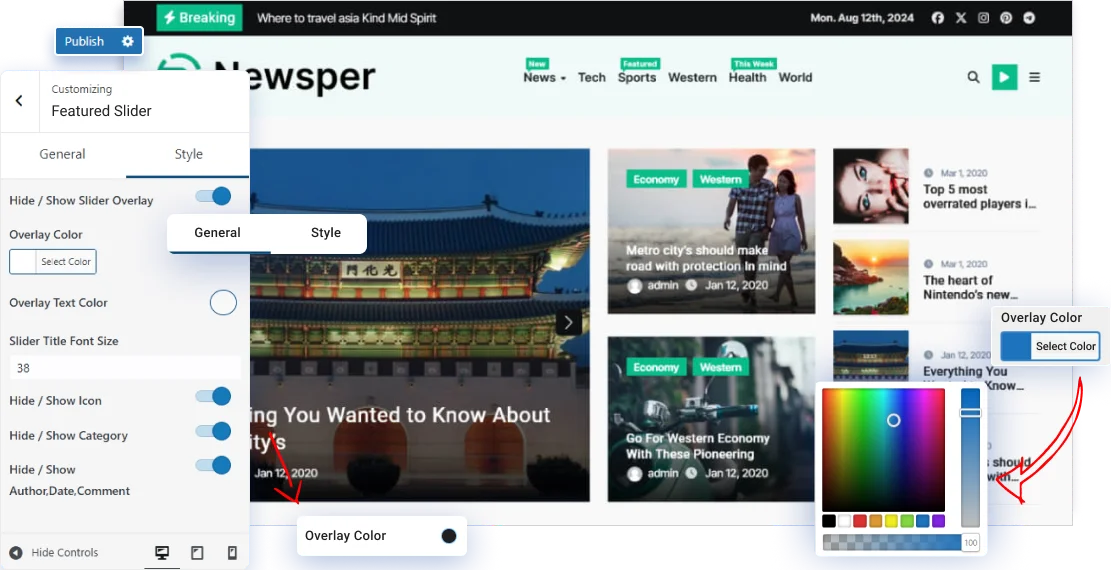 Breaking
Where to travel asia Kind Mid Spirit
Mon. Aug 12th, 2024
Publish
Newsper
New
News
Tech
Featured
Sports
Western
This Week
Health
World
Customizing
Featured Slider
General
Style
Hide / Show Slider Overlay
Overlay Color
Select Color
Overlay Text Color
Slider Title Font Size
38
Hide / Show Icon
Hide / Show Category
Hide / Show
Author,Date,Comment
Hide Controls
General
Style
門化光
ing You Wanted to Know About
ity's
Jan 12, 2020
Overlay Color
Economy
Western
Metro city's should make
road with protection In mind
admin
Jan 12, 2020
Economy
Western
Go For Western Economy
With These Pioneering
admin
Jan 12, 2020
Mar 1, 2020
Top 5 most
overrated players i...
Mar 1, 2020
The heart of
Nintendo's new...
Jan 12, 2020
Everything You
Know...
should
with...
Overlay Color
Select Color
100